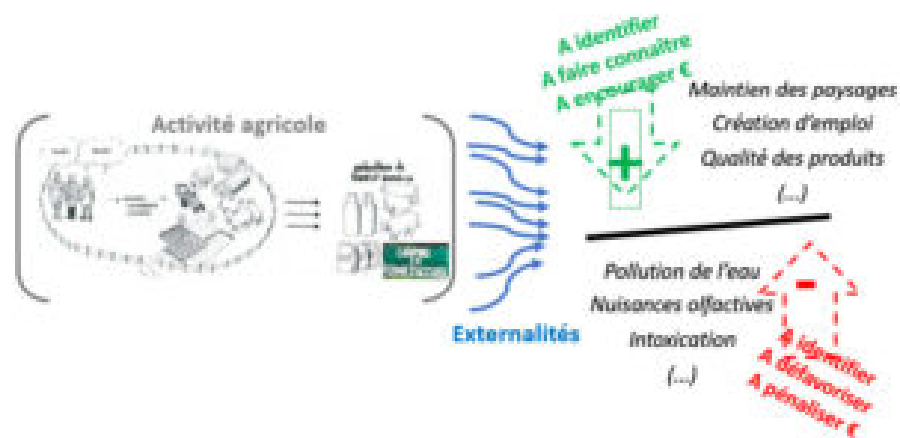 A identifier
A faire connaître
A encourager €
Maintien des paysages
Création d'emploi
Qualité des produits
(...)
Activité agricole
+
-
Pollution de l'eau
Nuisances olfactives
Intoxication
(...)
Externalités
A identifier
A défavoriser
A pénaliser €